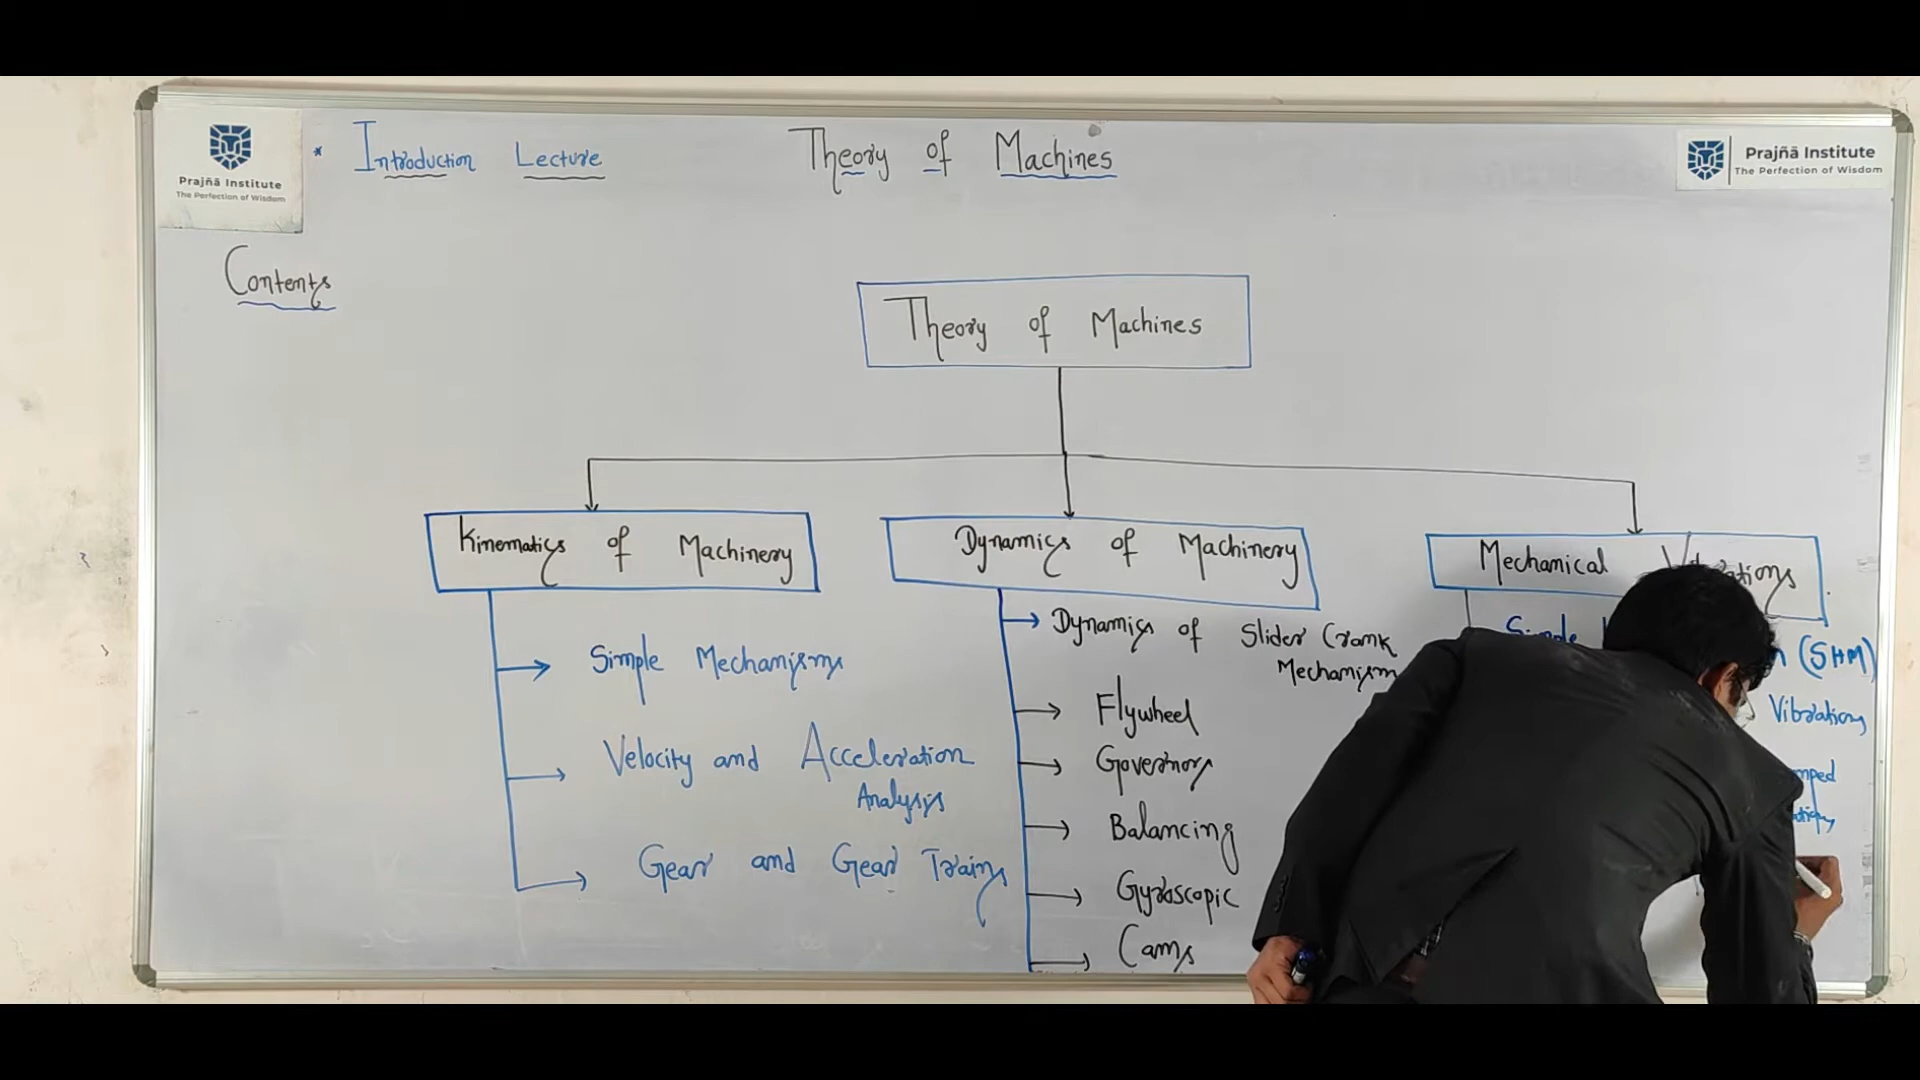 Prajñā Institute
The Perfection of Wisdom
* Introduction Lecture
Theory of Machines
Prajñā Institute
The Perfection of Wisdom
Contents
Theory of Machines
Kinematics of Machinery
Simple Mechanisms
Velocity and Acceleration
Analysis
Gear and Gear Trains
Dynamics of Machinery
Dynamics of Slider Crank
Mechanism
Flywheel
Governors
Balancing
Gyroscopic
Cams
Mechanical
Simple
(SHM)
Vibrations